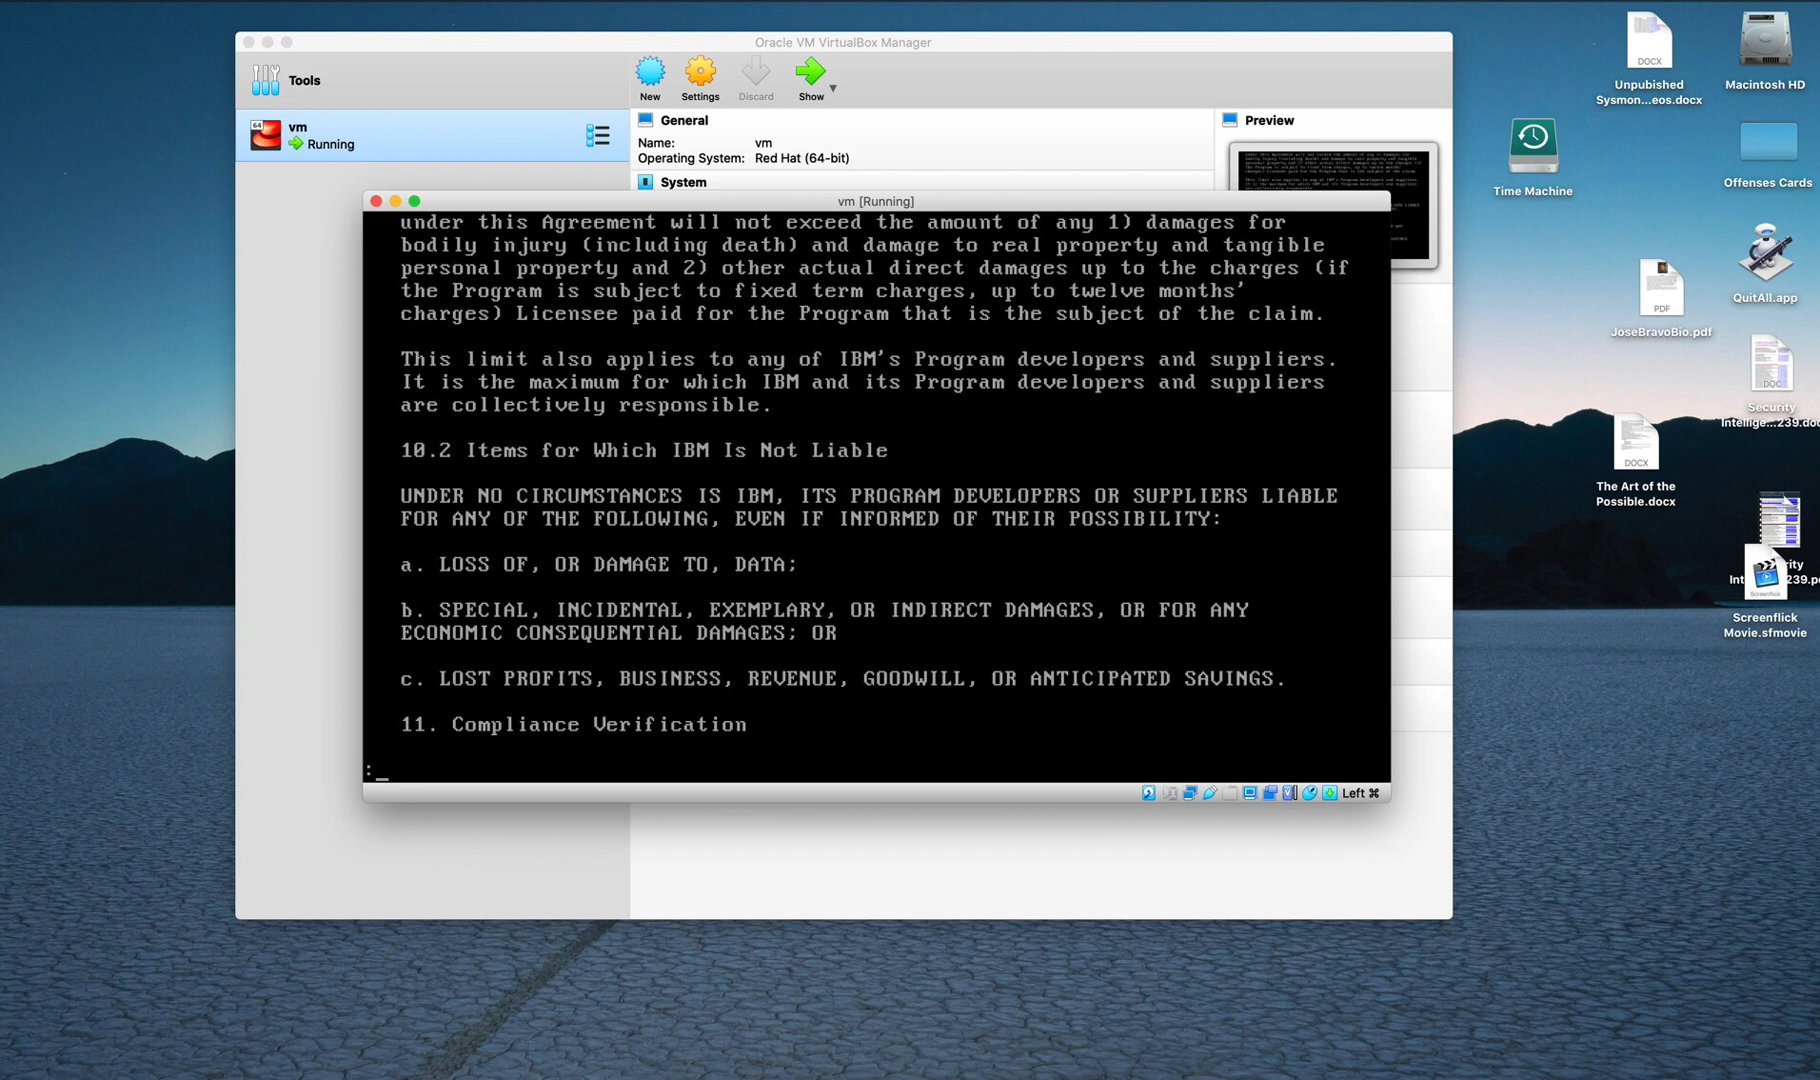 Oracle VM VirtualBox Manager
Tools
New
Settings
Discard
Show
64
vm
Running
General
Name: vm
Operating System: Red Hat (64-bit)
System
Preview
vm [Running]
under this Agreement will not exceed the amount of any 1) damages for
bodily injury (including death) and damage to real property and tangible
personal property and 2) other actual direct damages up to the charges (if
the Program is subject to fixed term charges, up to twelve months'
charges) Licensee paid for the Program that is the subject of the claim.
This limit also applies to any of IBM's Program developers and suppliers.
It is the maximum for which IBM and its Program developers and suppliers
are collectively responsible.
10.2 Items for Which IBM Is Not Liable
UNDER NO CIRCUMSTANCES IS IBM, ITS PROGRAM DEVELOPERS OR SUPPLIERS LIABLE
FOR ANY OF THE FOLLOWING, EVEN IF INFORMED OF THEIR POSSIBILITY:
a. LOSS OF, OR DAMAGE TO, DATA;
b. SPECIAL, INCIDENTAL, EXEMPLARY, OR INDIRECT DAMAGES, OR FOR ANY
ECONOMIC CONSEQUENTIAL DAMAGES; OR
c. LOST PROFITS, BUSINESS, REVENUE, GOODWILL, OR ANTICIPATED SAVINGS.
11. Compliance Verification
:_
Left ⌘
DOCX
Unpubished
Sysmon...eos.docx
Macintosh HD
Time Machine
Offenses Cards
QuitAll.app
PDF
JoseBravoBio.pdf
DOC
Security
Intellige...239.doc
DOCX
The Art of the
Possible.docx
Screenflick
Screenflick
Movie.sfmovie